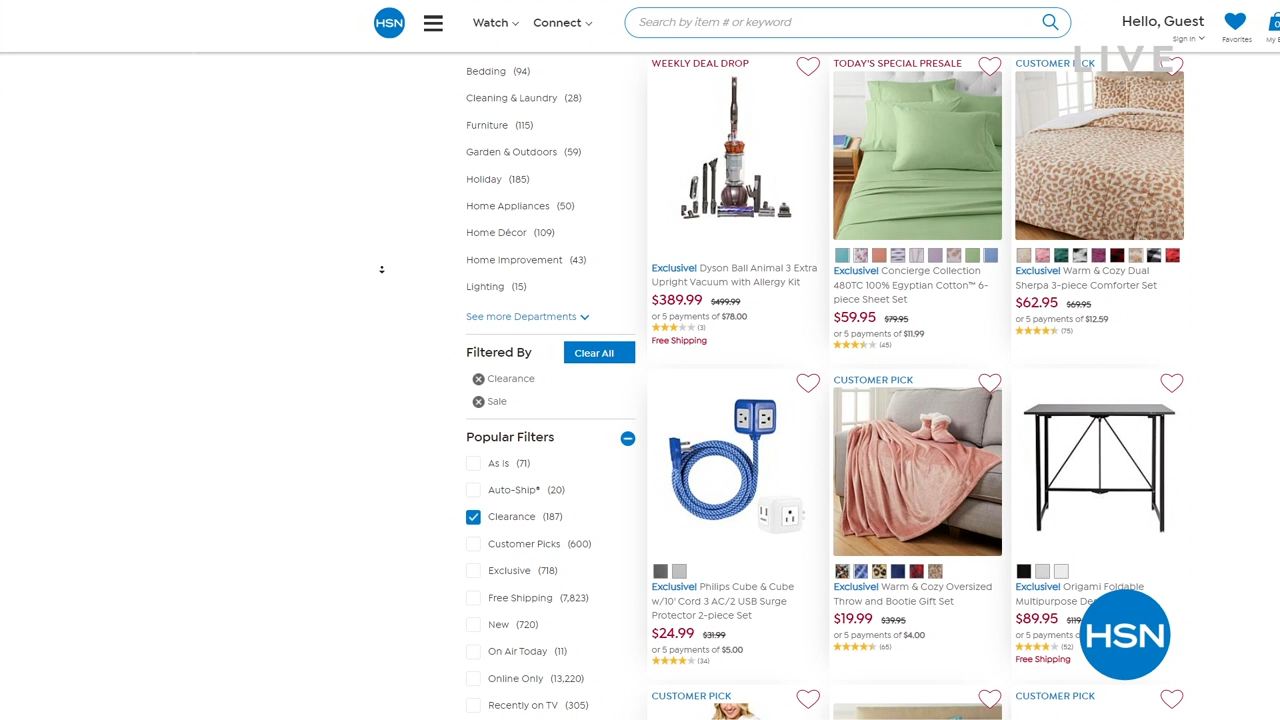 HSN
Watch
Connect
Search by item # or keyword
Hello, Guest
Sign In
Favorites
0
LIVE
Bedding (94)
Cleaning & Laundry (28)
Furniture (115)
Garden & Outdoors (59)
Holiday (185)
Home Appliances (50)
Home Décor (109)
Home Improvement (43)
Lighting (15)
See more Departments
Filtered By
Clear All
Clearance
Sale
Popular Filters
As Is (71)
Auto-Ship® (20)
Clearance (187)
Customer Picks (600)
Exclusive (718)
Free Shipping (7,823)
New (720)
On Air Today (11)
Online Only (13,220)
Recently on TV (305)
WEEKLY DEAL DROP
Exclusive! Dyson Ball Animal 3 Extra
Upright Vacuum with Allergy Kit
$389.99 $499.99
or 5 payments of $78.00
(3)
Free Shipping
TODAY'S SPECIAL PRESALE
Exclusive! Concierge Collection
480TC 100% Egyptian Cotton™ 6-
piece Sheet Set
$59.95 $79.95
or 5 payments of $11.99
(45)
CUSTOMER PICK
Exclusive! Warm & Cozy Dual
Sherpa 3-piece Comforter Set
$62.95 $69.95
or 5 payments of $12.59
(75)
Exclusive! Philips Cube & Cube
w/10' Cord 3 AC/2 USB Surge
Protector 2-piece Set
$24.99 $31.99
or 5 payments of $5.00
(34)
CUSTOMER PICK
Exclusive! Warm & Cozy Oversized
Throw and Bootie Gift Set
$19.99 $39.95
or 5 payments of $4.00
(65)
Exclusive! Origami Foldable
Multipurpose
$89.95
or 5 payments
(52)
Free Shipping
HSN
CUSTOMER PICK
CUSTOMER PICK